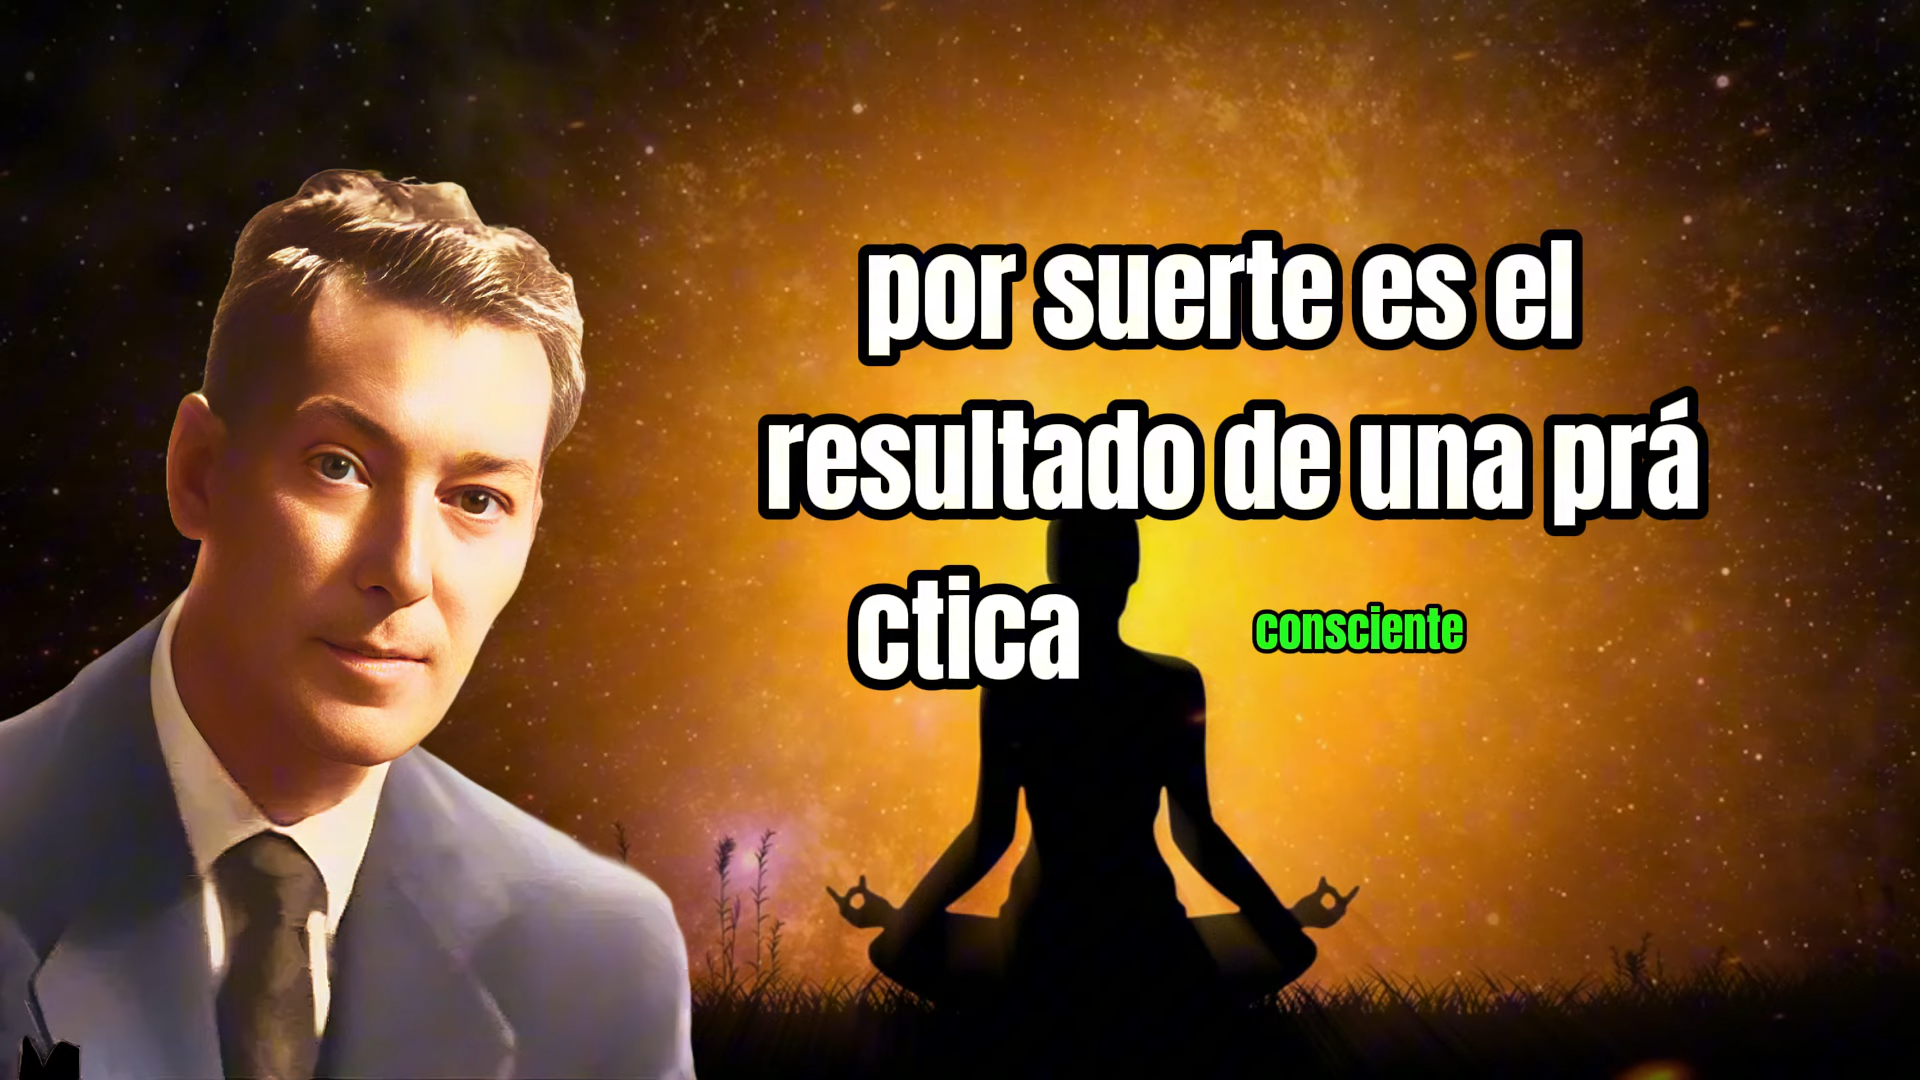 por suerte es el
resultado de una prá
ctica consciente